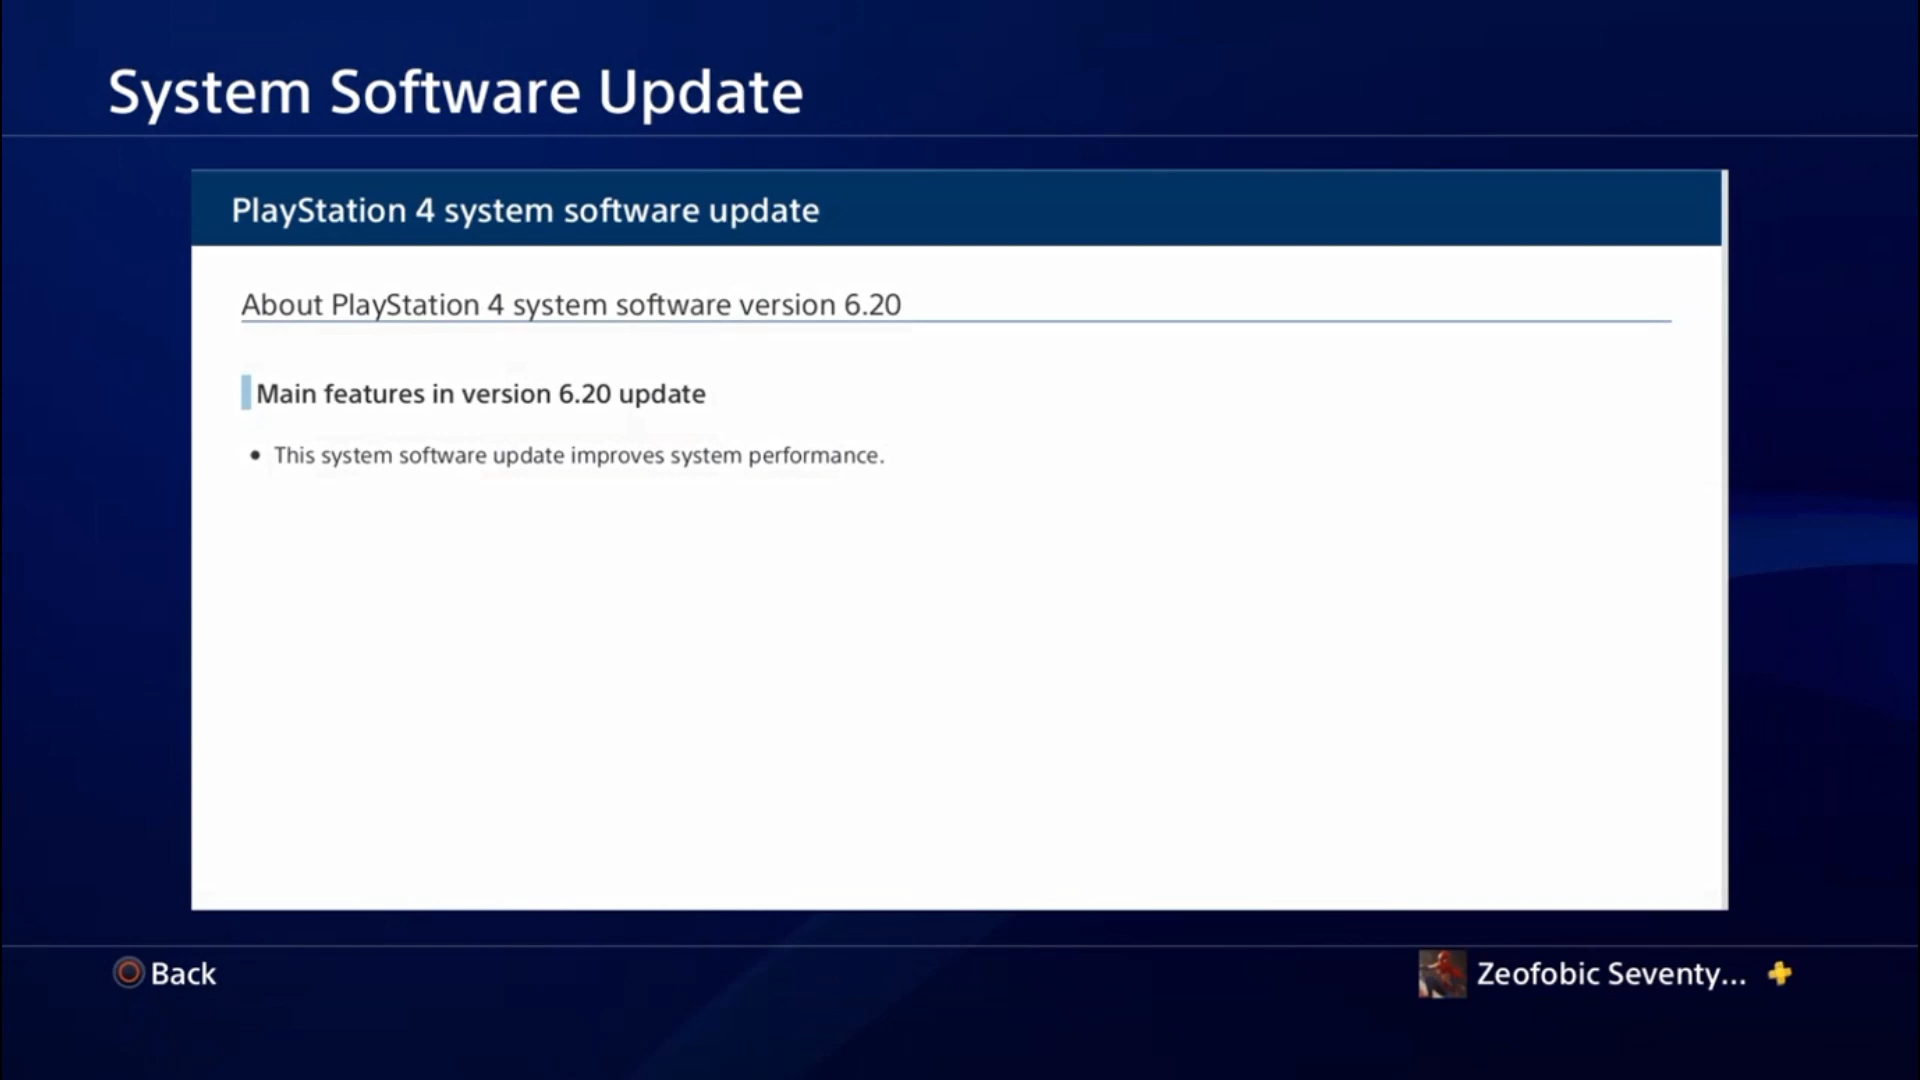 System Software Update
PlayStation 4 system software update
About PlayStation 4 system software version 6.20
Main features in version 6.20 update
• This system software update improves system performance.
Back
Zeofobic Seventy...